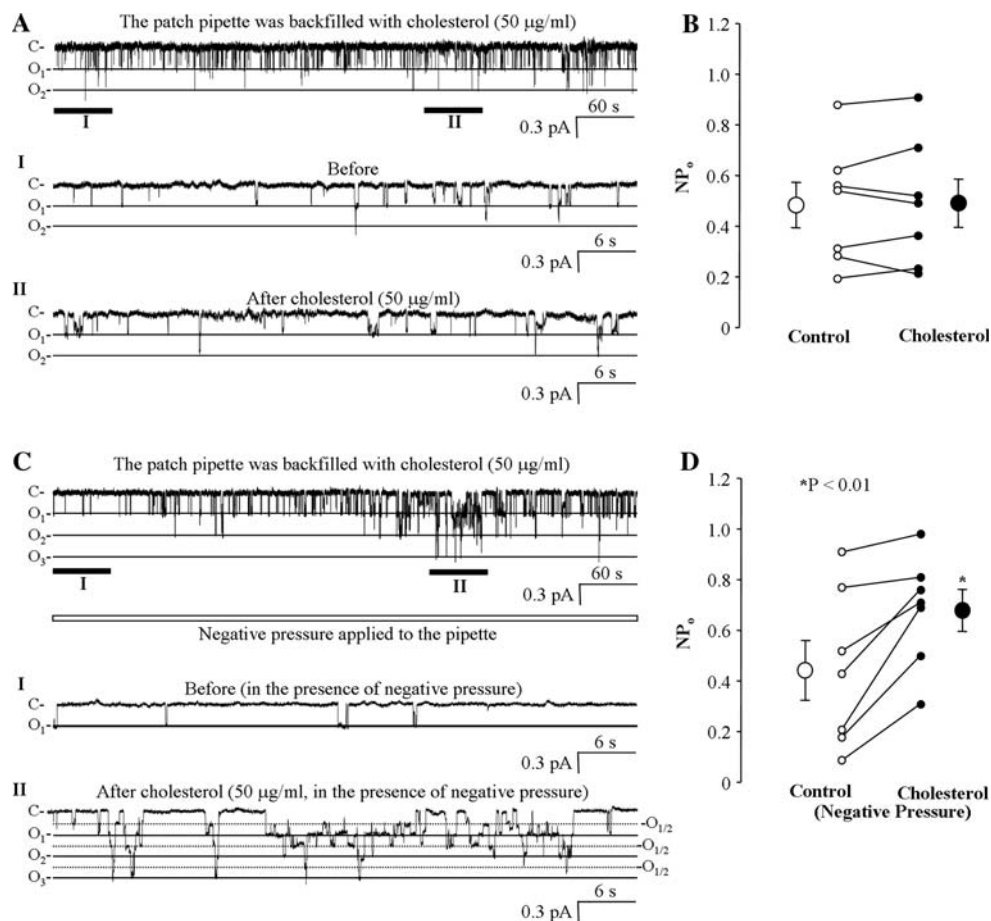 A
The patch pipette was backfilled with cholesterol (50 µg/ml)
C-
O1-
O2-
I
II
60 s
0.3 pA
I
Before
C-
O1-
O2-
6 s
0.3 pA
II
After cholesterol (50 µg/ml)
C-
O1-
O2-
6 s
0.3 pA
B
1.2
1.0
0.8
0.6
0.4
0.2
0
NPo
Control
Cholesterol
C
The patch pipette was backfilled with cholesterol (50 µg/ml)
C-
O1-
O2-
O3-
I
II
60 s
0.3 pA
Negative pressure applied to the pipette
I
Before (in the presence of negative pressure)
C-
O1-
6 s
0.3 pA
II
After cholesterol (50 µg/ml, in the presence of negative pressure)
C-
O1-
O2-
O3-
-O1/2
-O1/2
-O1/2
6 s
0.3 pA
D
1.2
1.0
0.8
0.6
0.4
0.2
0
NPo
*P < 0.01
*
Control
Cholesterol
(Negative Pressure)